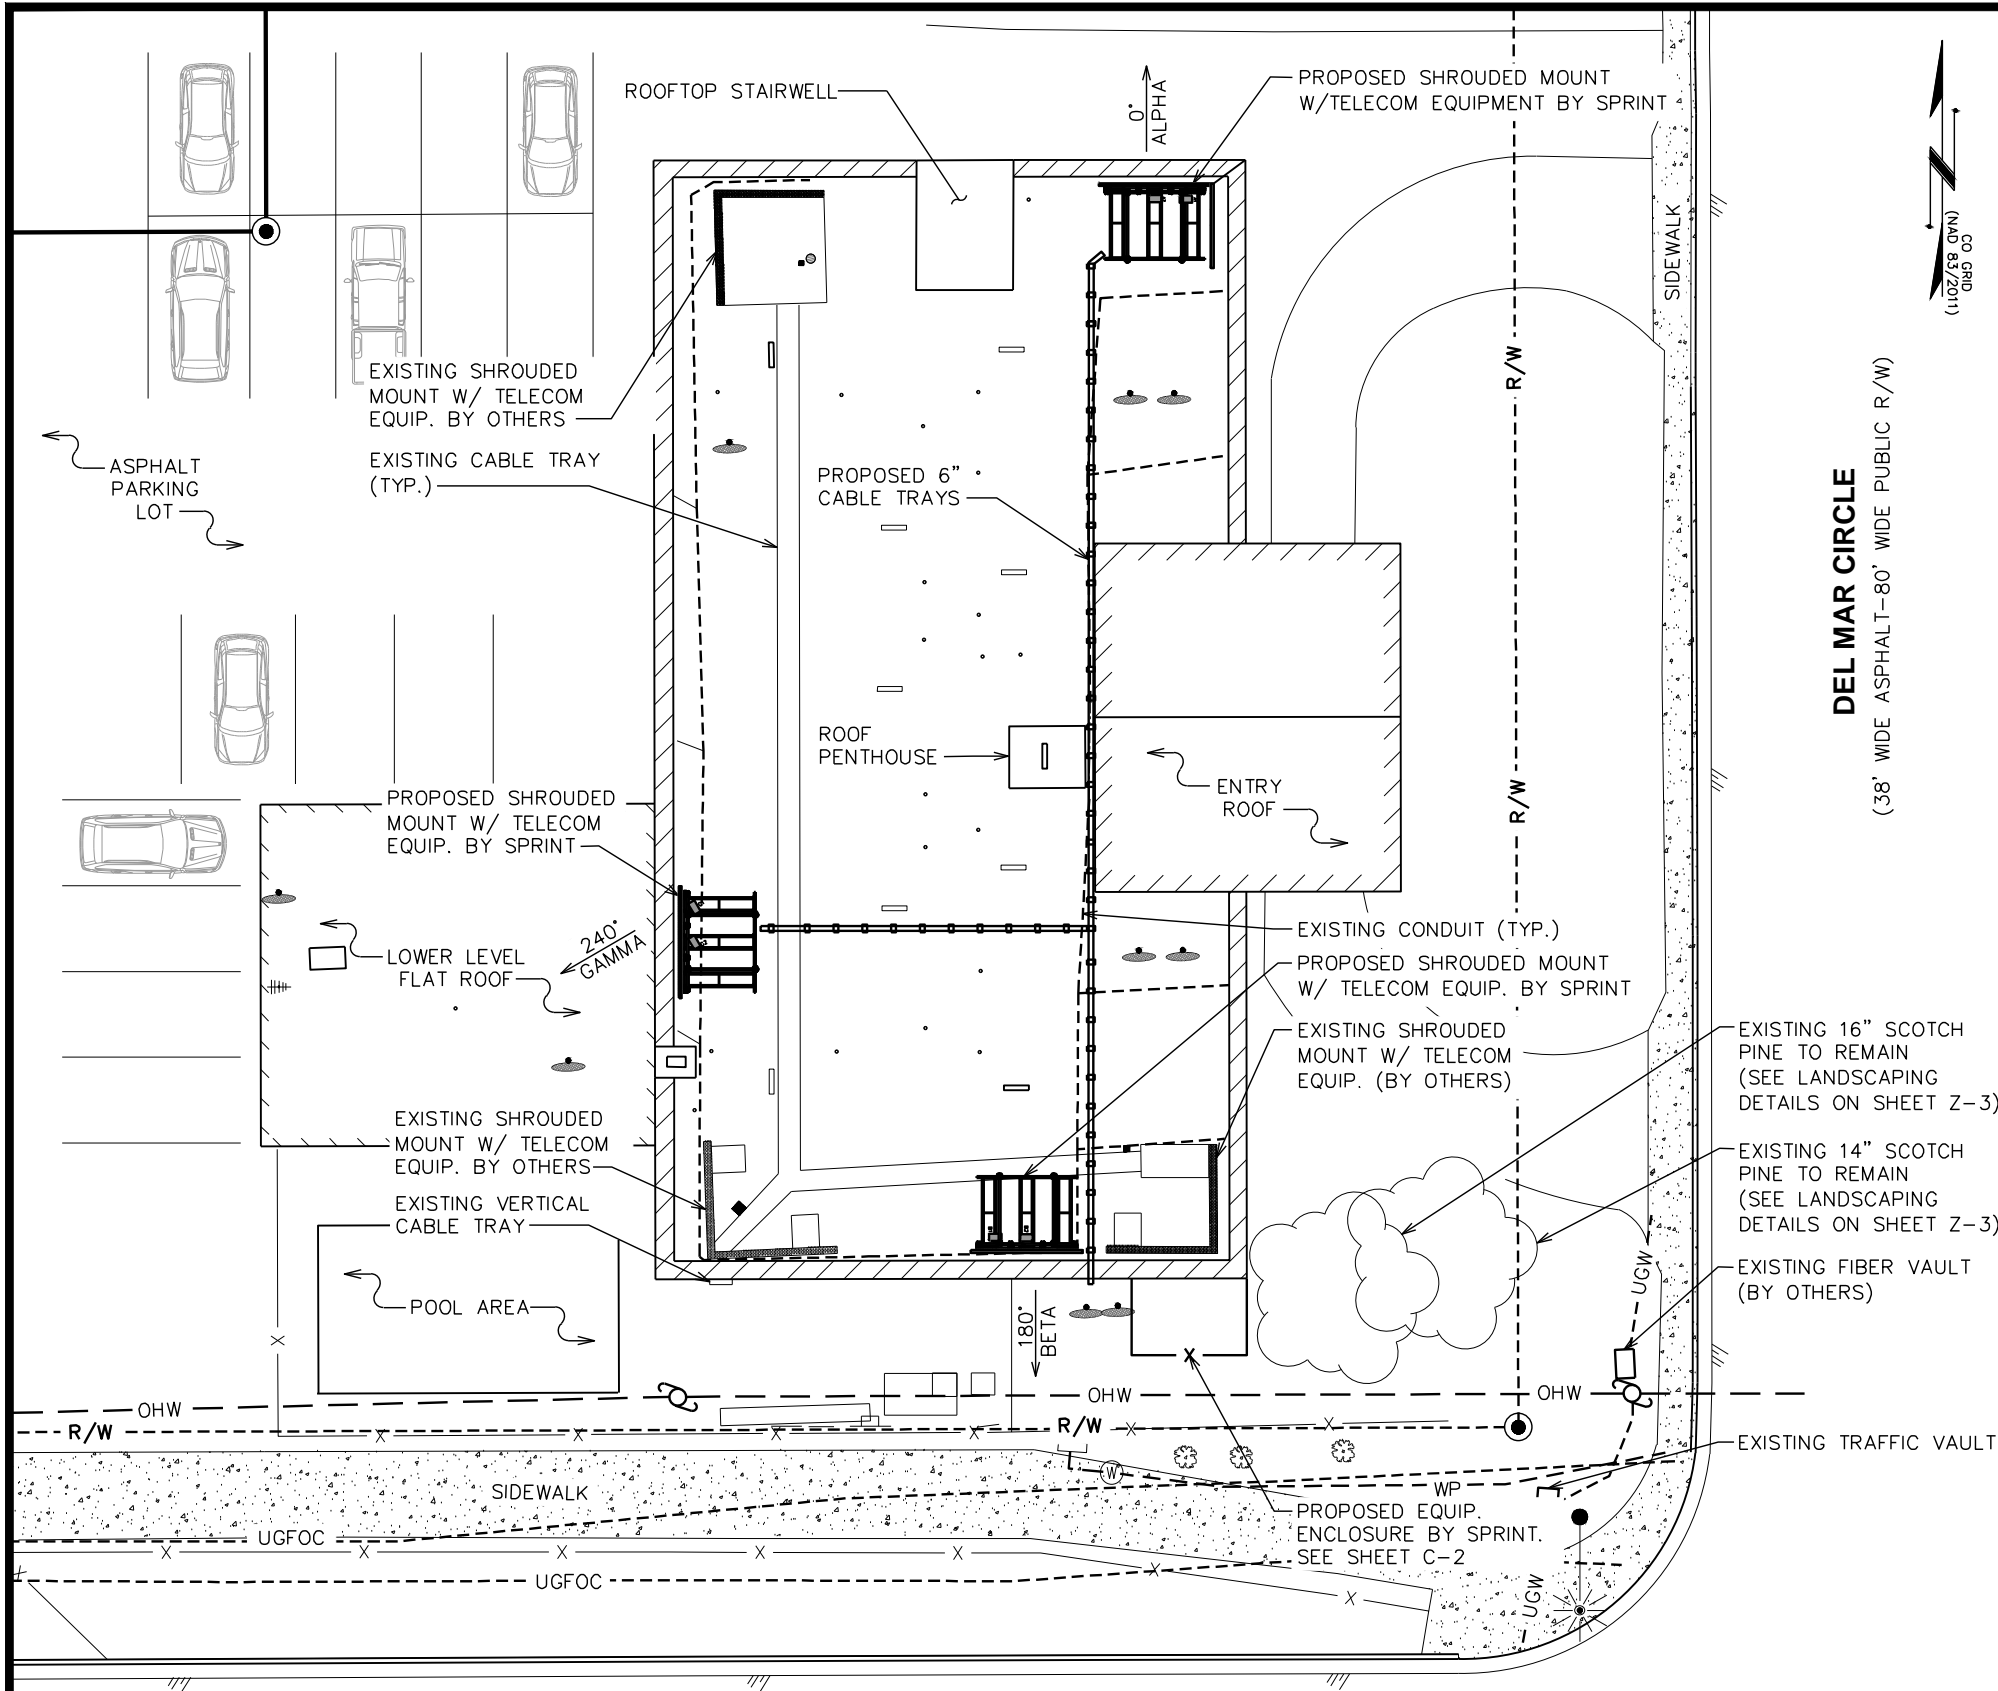 ROOFTOP STAIRWELL
0°
ALPHA
PROPOSED SHROUDED MOUNT
W/TELECOM EQUIPMENT BY SPRINT
SIDEWALK
CO GRID
(NAD 83/2011)
R/W
EXISTING SHROUDED
MOUNT W/ TELECOM
EQUIP. BY OTHERS
EXISTING CABLE TRAY
(TYP.)
ASPHALT
PARKING
LOT
PROPOSED 6"
CABLE TRAYS
DEL MAR CIRCLE
(38' WIDE ASPHALT-80' WIDE PUBLIC R/W)
ROOF
PENTHOUSE
ENTRY
ROOF
R/W
PROPOSED SHROUDED
MOUNT W/ TELECOM
EQUIP. BY SPRINT
240°
GAMMA
LOWER LEVEL
FLAT ROOF
EXISTING CONDUIT (TYP.)
PROPOSED SHROUDED MOUNT
W/ TELECOM EQUIP. BY SPRINT
EXISTING SHROUDED
MOUNT W/ TELECOM
EQUIP. (BY OTHERS)
EXISTING 16" SCOTCH
PINE TO REMAIN
(SEE LANDSCAPING
DETAILS ON SHEET Z-3)
EXISTING 14" SCOTCH
PINE TO REMAIN
(SEE LANDSCAPING
DETAILS ON SHEET Z-3)
EXISTING SHROUDED
MOUNT W/ TELECOM
EQUIP. BY OTHERS
EXISTING VERTICAL
CABLE TRAY
POOL AREA
180°
BETA
UGW
EXISTING FIBER VAULT
(BY OTHERS)
X
X
OHW
OHW
OHW
R/W
X
X
X
X
R/W
X
X
EXISTING TRAFFIC VAULT
W
WP
SIDEWALK
PROPOSED EQUIP.
ENCLOSURE BY SPRINT.
SEE SHEET C-2
UGFOC
X
X
X
X
X
X
X
UGFOC
UGW